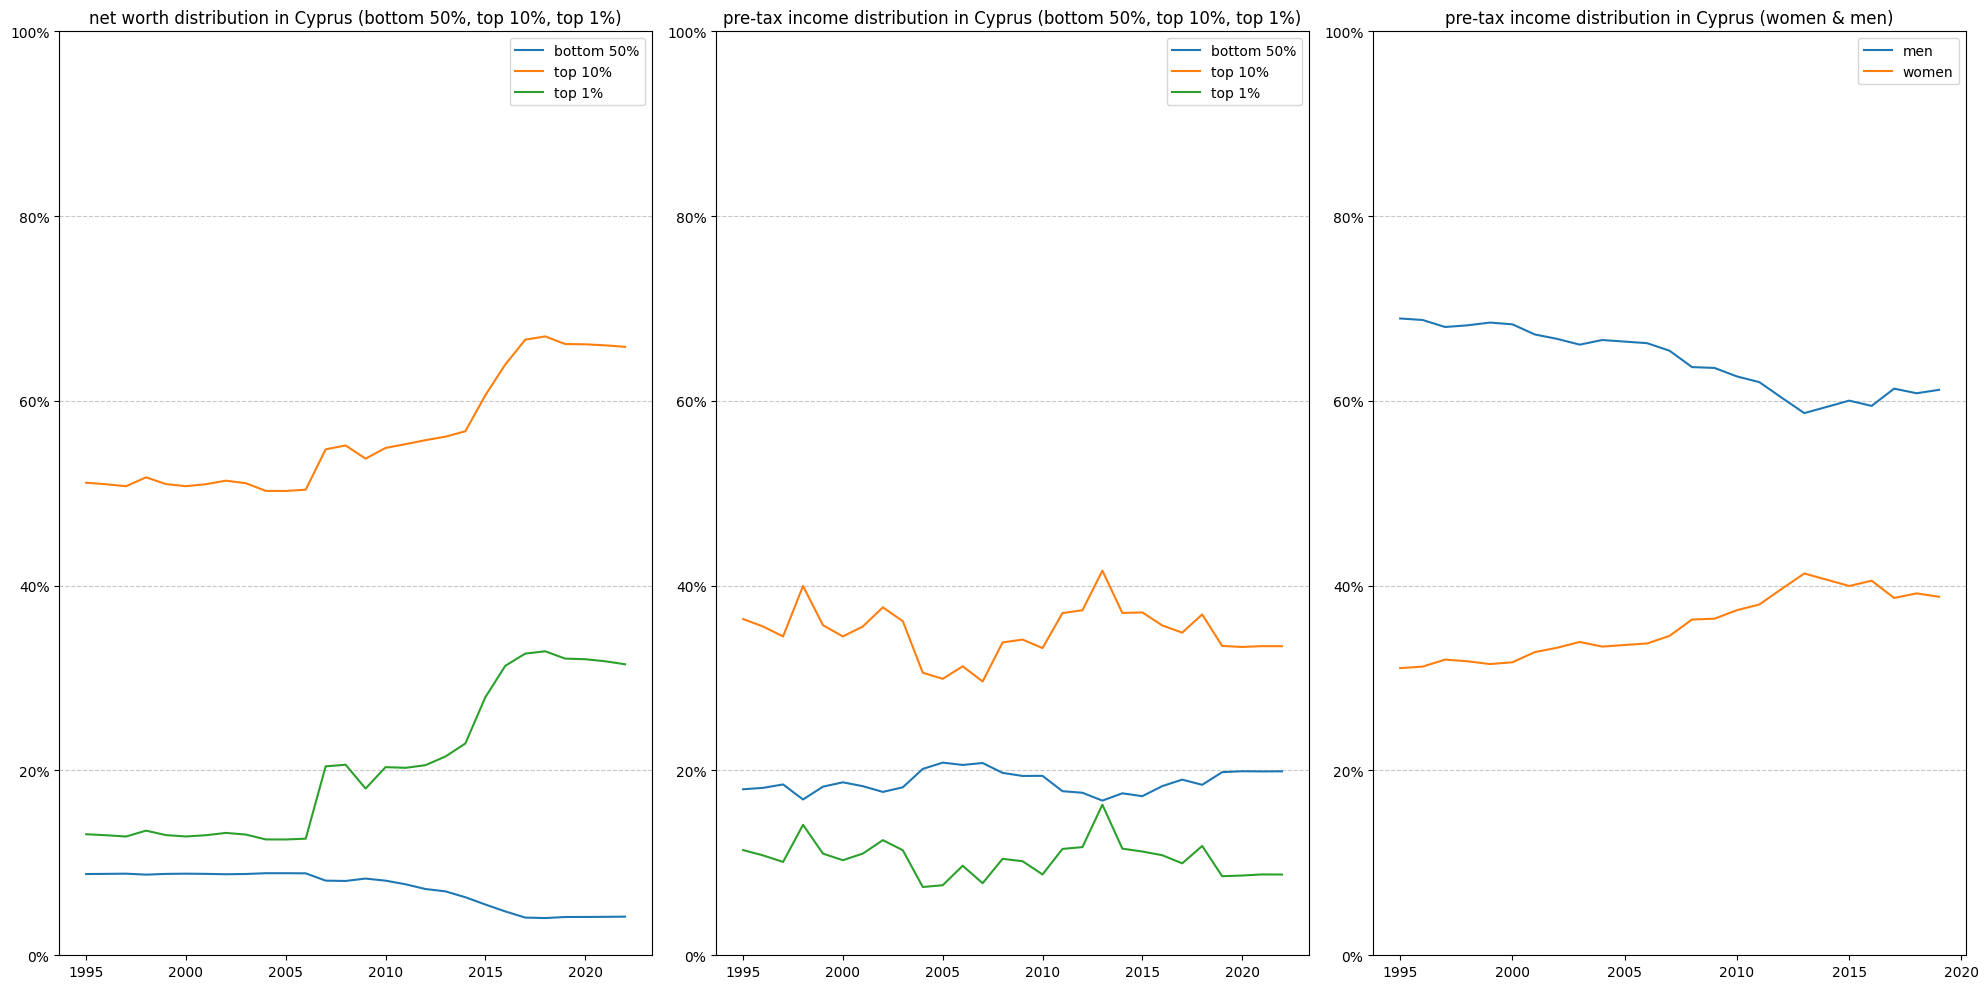 net worth distribution in Cyprus (bottom 50%, top 10%, top 1%)
100%
80%
60%
40%
20%
0%
1995 2000 2005 2010 2015 2020
bottom 50%
top 10%
top 1%
pre-tax income distribution in Cyprus (bottom 50%, top 10%, top 1%)
100%
80%
60%
40%
20%
0%
1995 2000 2005 2010 2015 2020
bottom 50%
top 10%
top 1%
pre-tax income distribution in Cyprus (women & men)
100%
80%
60%
40%
20%
0%
1995 2000 2005 2010 2015 2020
men
women